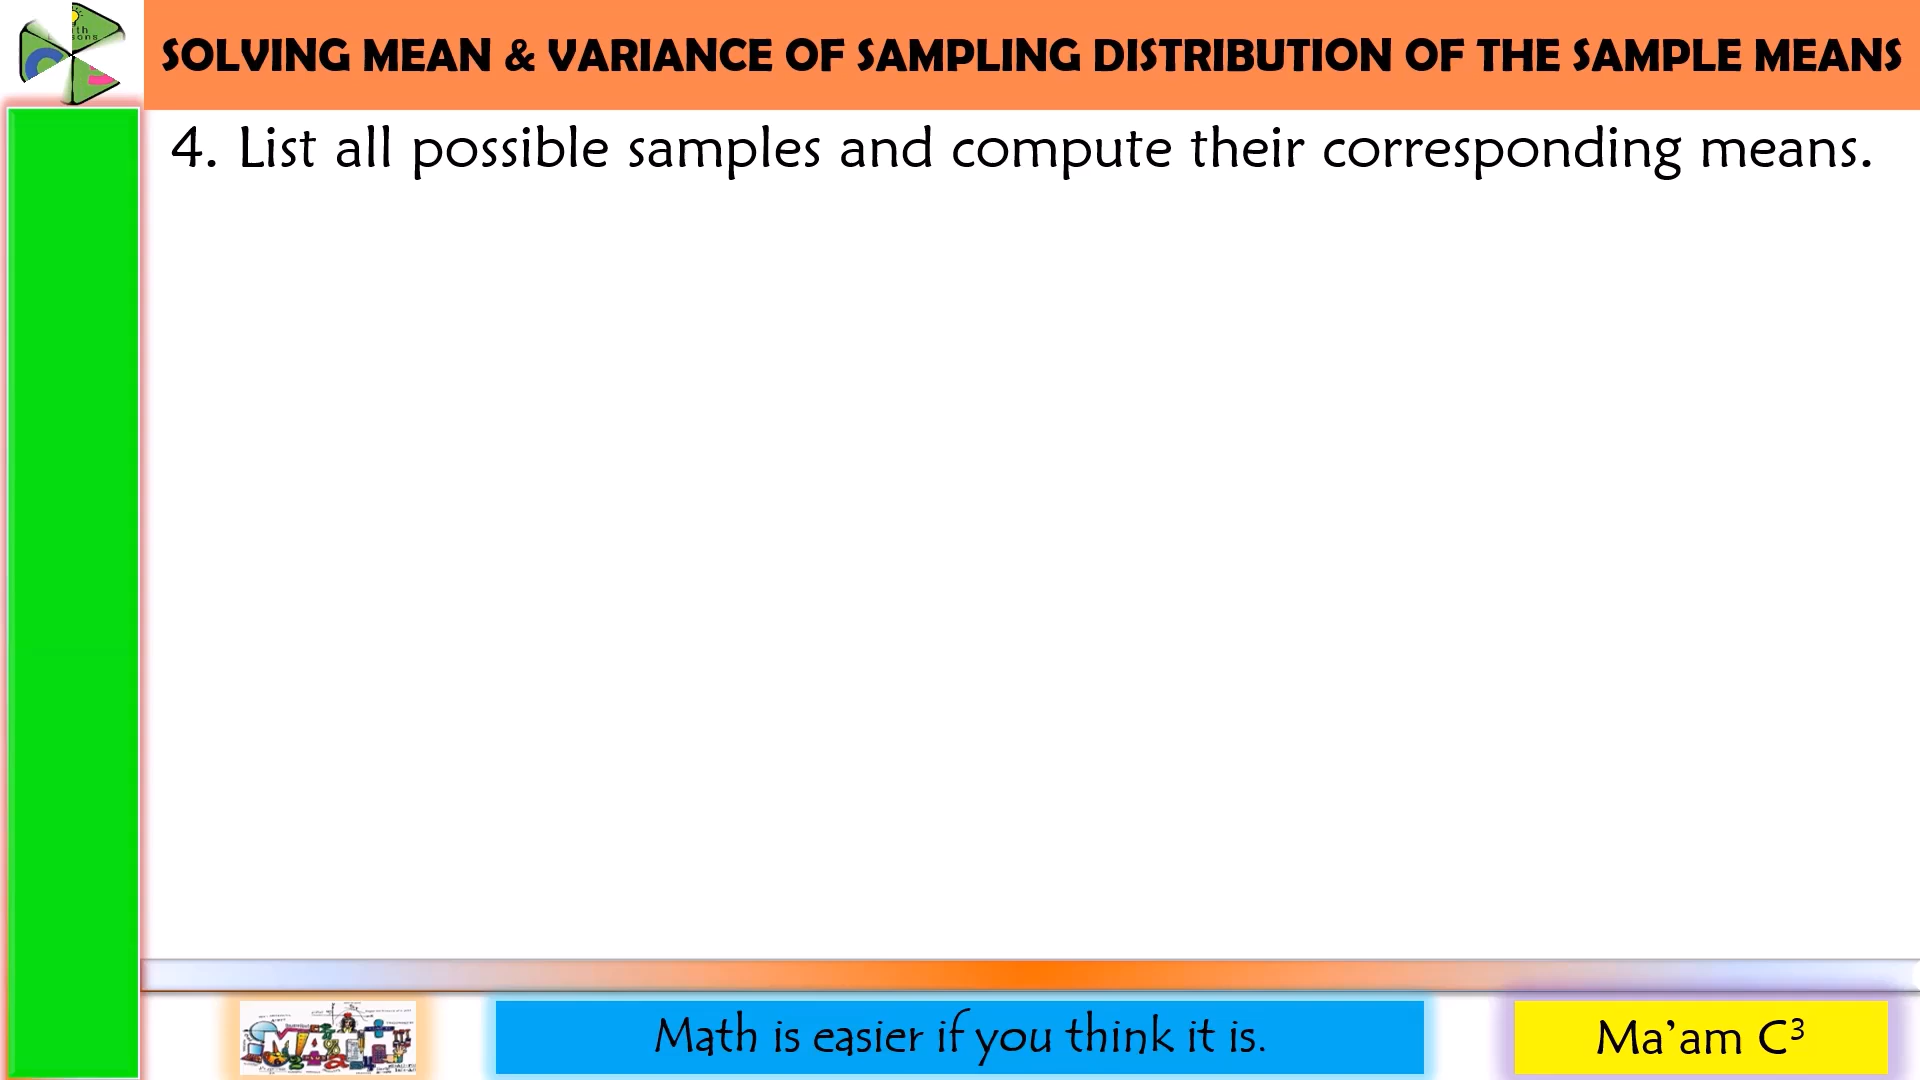 SOLVING MEAN & VARIANCE OF SAMPLING DISTRIBUTION OF THE SAMPLE MEANS
4. List all possible samples and compute their corresponding means.
MATH
Math is easier if you think it is.
Ma’am C³